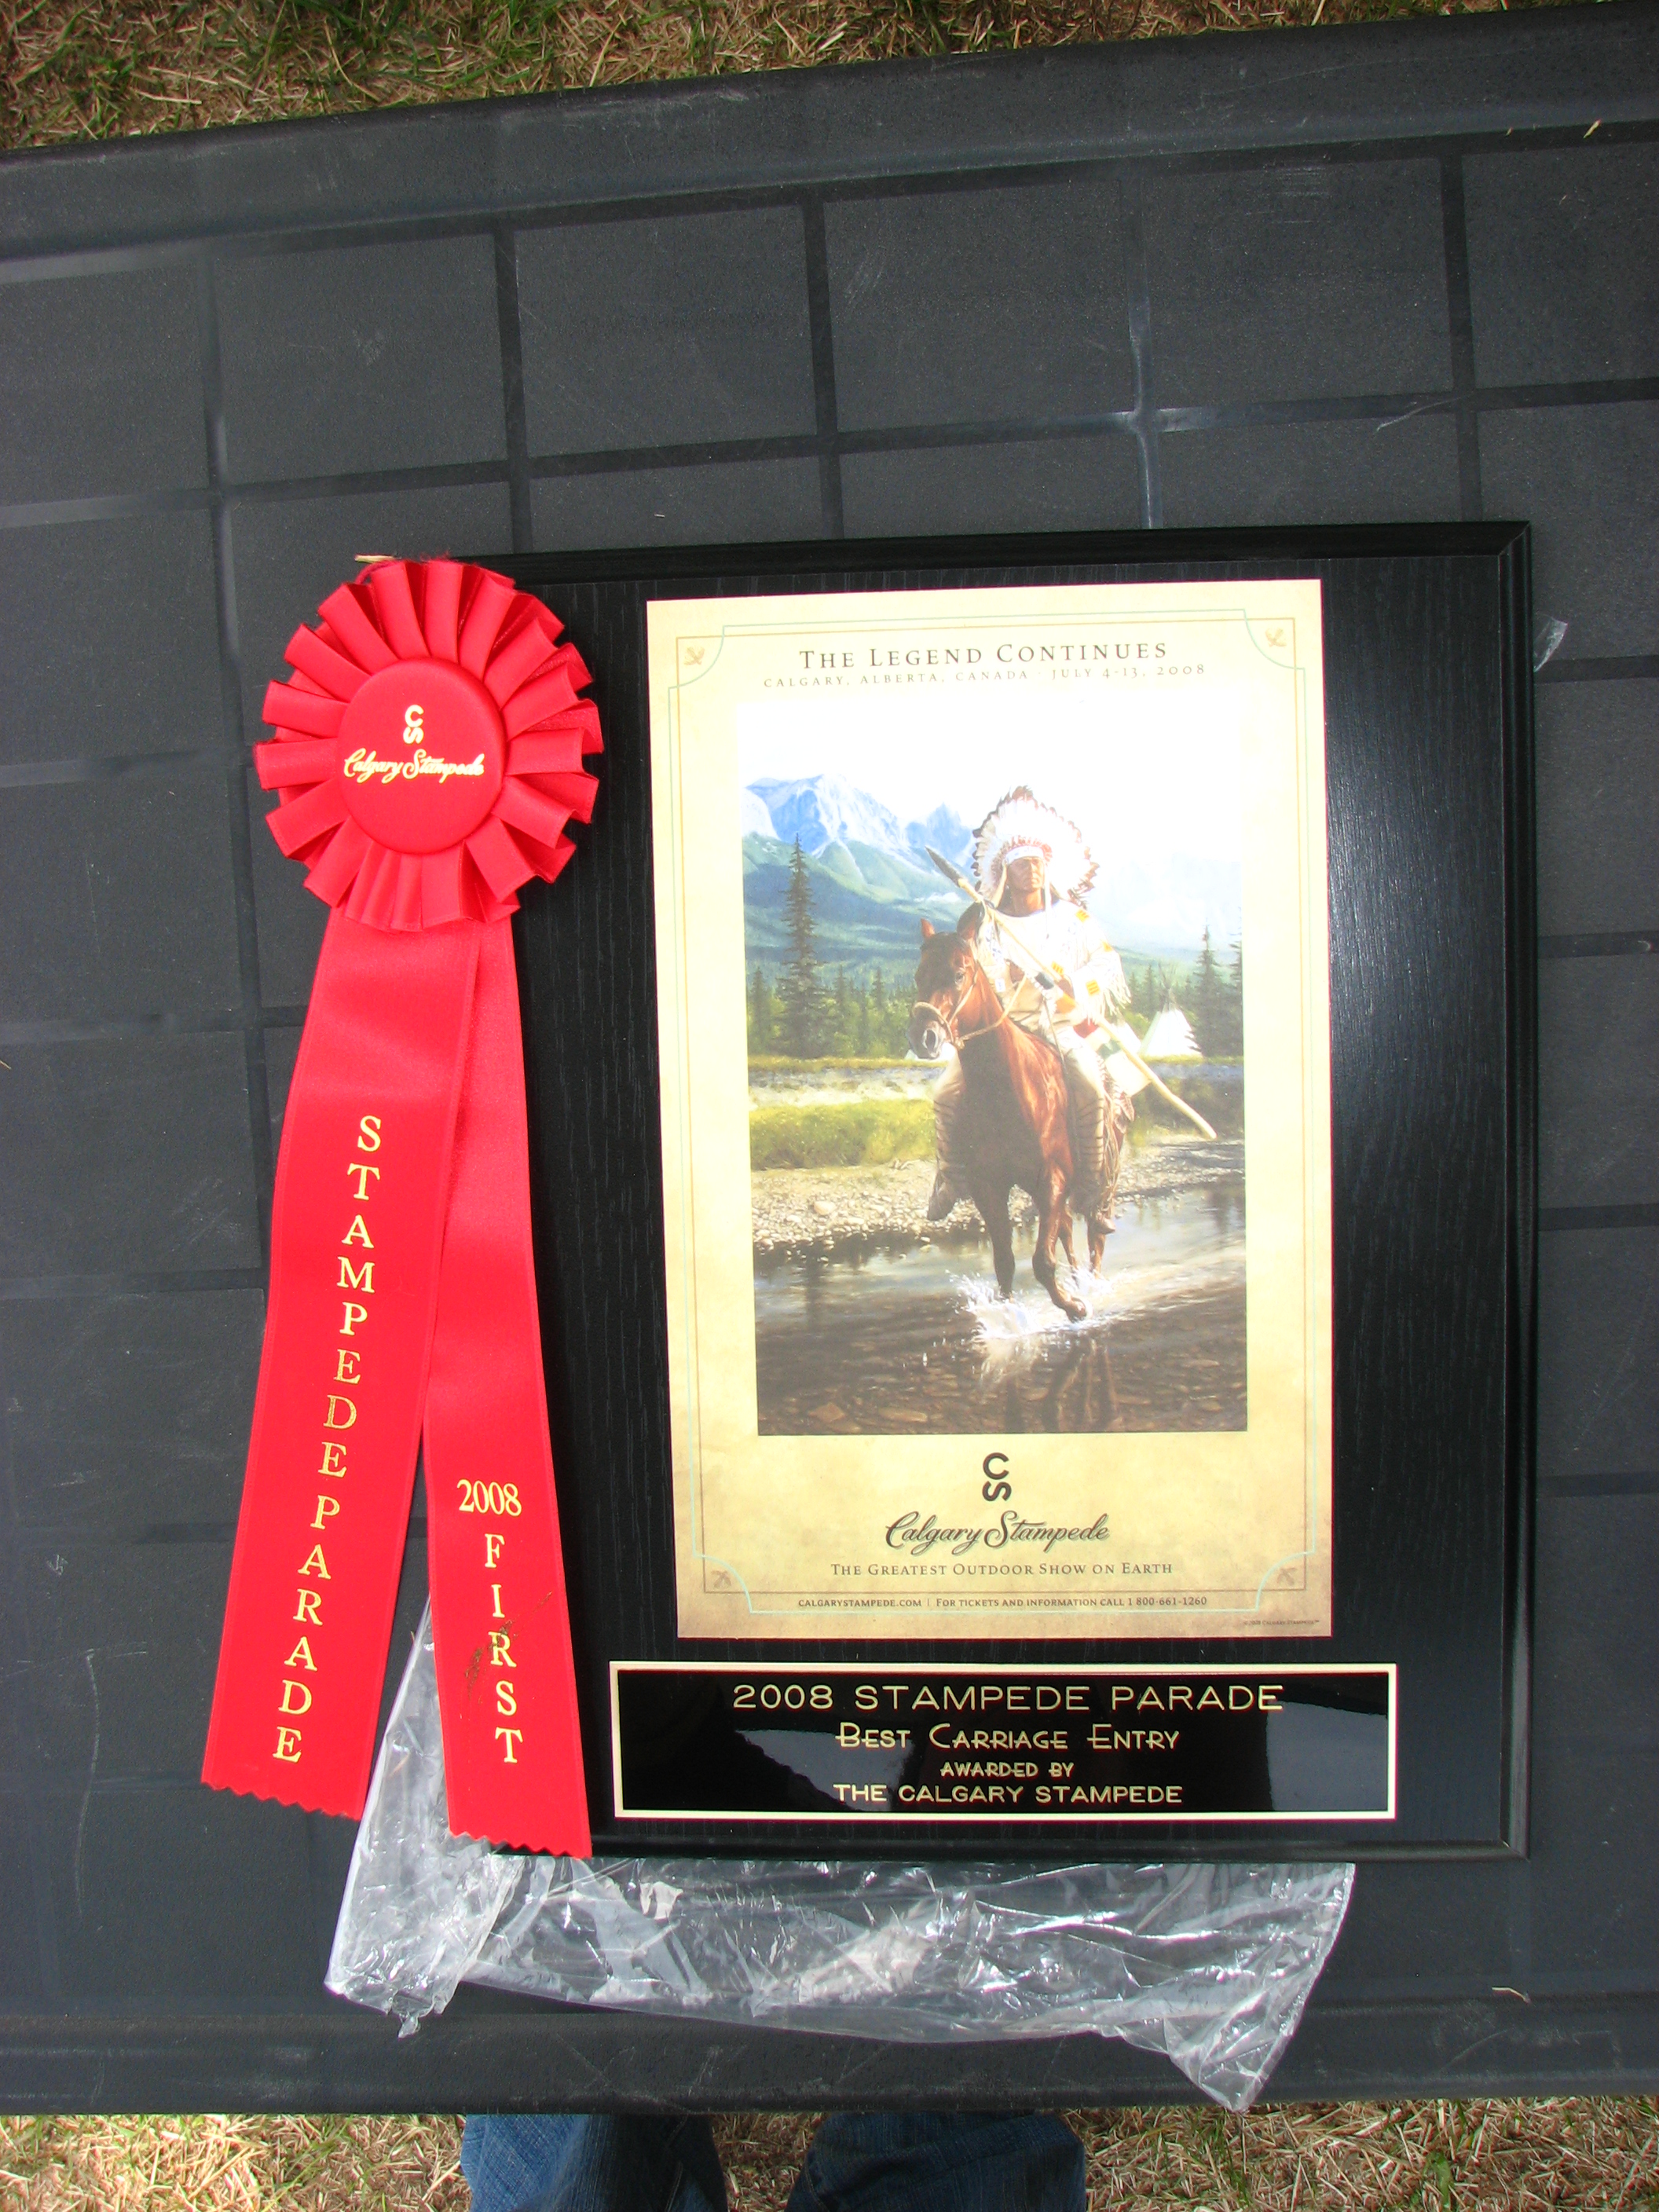 CS
Calgary Stampede
STAMPEDE PARADE
2008
FIRST
THE LEGEND CONTINUES
CALGARY, ALBERTA, CANADA · JULY 4-13, 2008
CS
Calgary Stampede
THE GREATEST OUTDOOR SHOW ON EARTH
CALGARYSTAMPEDE.COM | FOR TICKETS AND INFORMATION CALL 1 800-661-1260
2008 STAMPEDE PARADE
BEST CARRIAGE ENTRY
AWARDED BY
THE CALGARY STAMPEDE